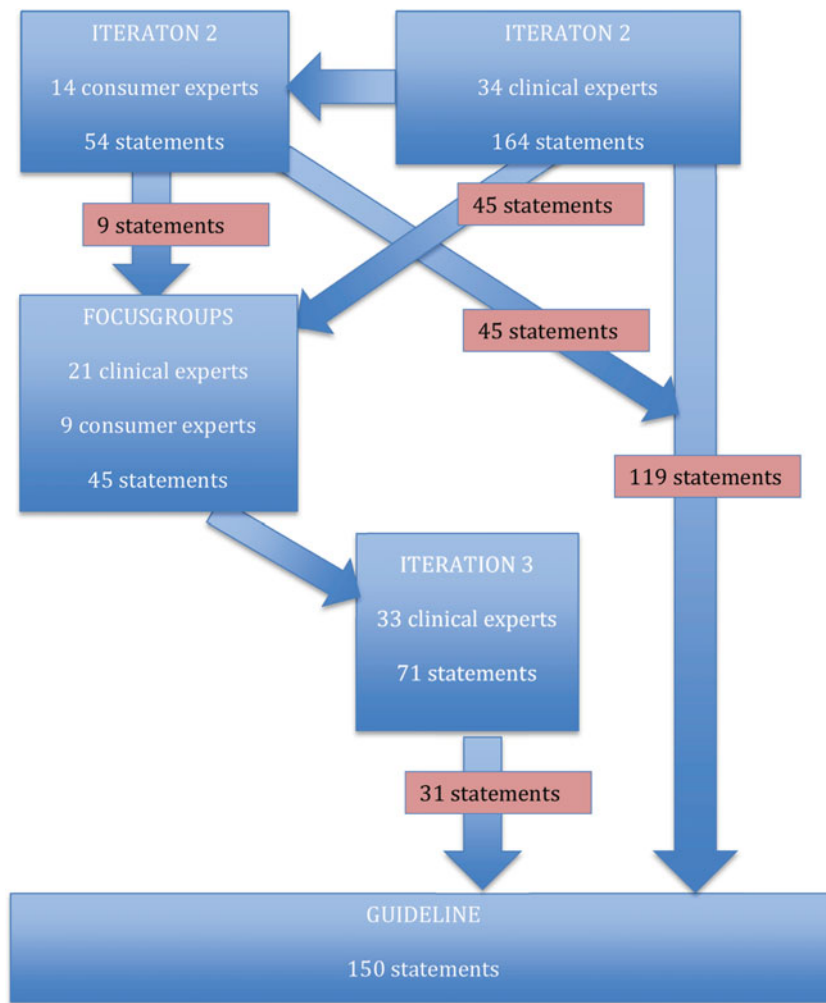 ITERATON 2
14 consumer experts
54 statements
ITERATION 2
34 clinical experts
164 statements
9 statements
45 statements
FOCUSGROUPS
21 clinical experts
9 consumer experts
45 statements
45 statements
119 statements
ITERATION 3
33 clinical experts
71 statements
31 statements
GUIDELINE
150 statements